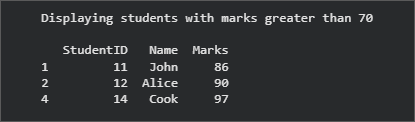 Displaying students with marks greater than 70
StudentID Name Marks
1 11 John 86
2 12 Alice 90
4 14 Cook 97